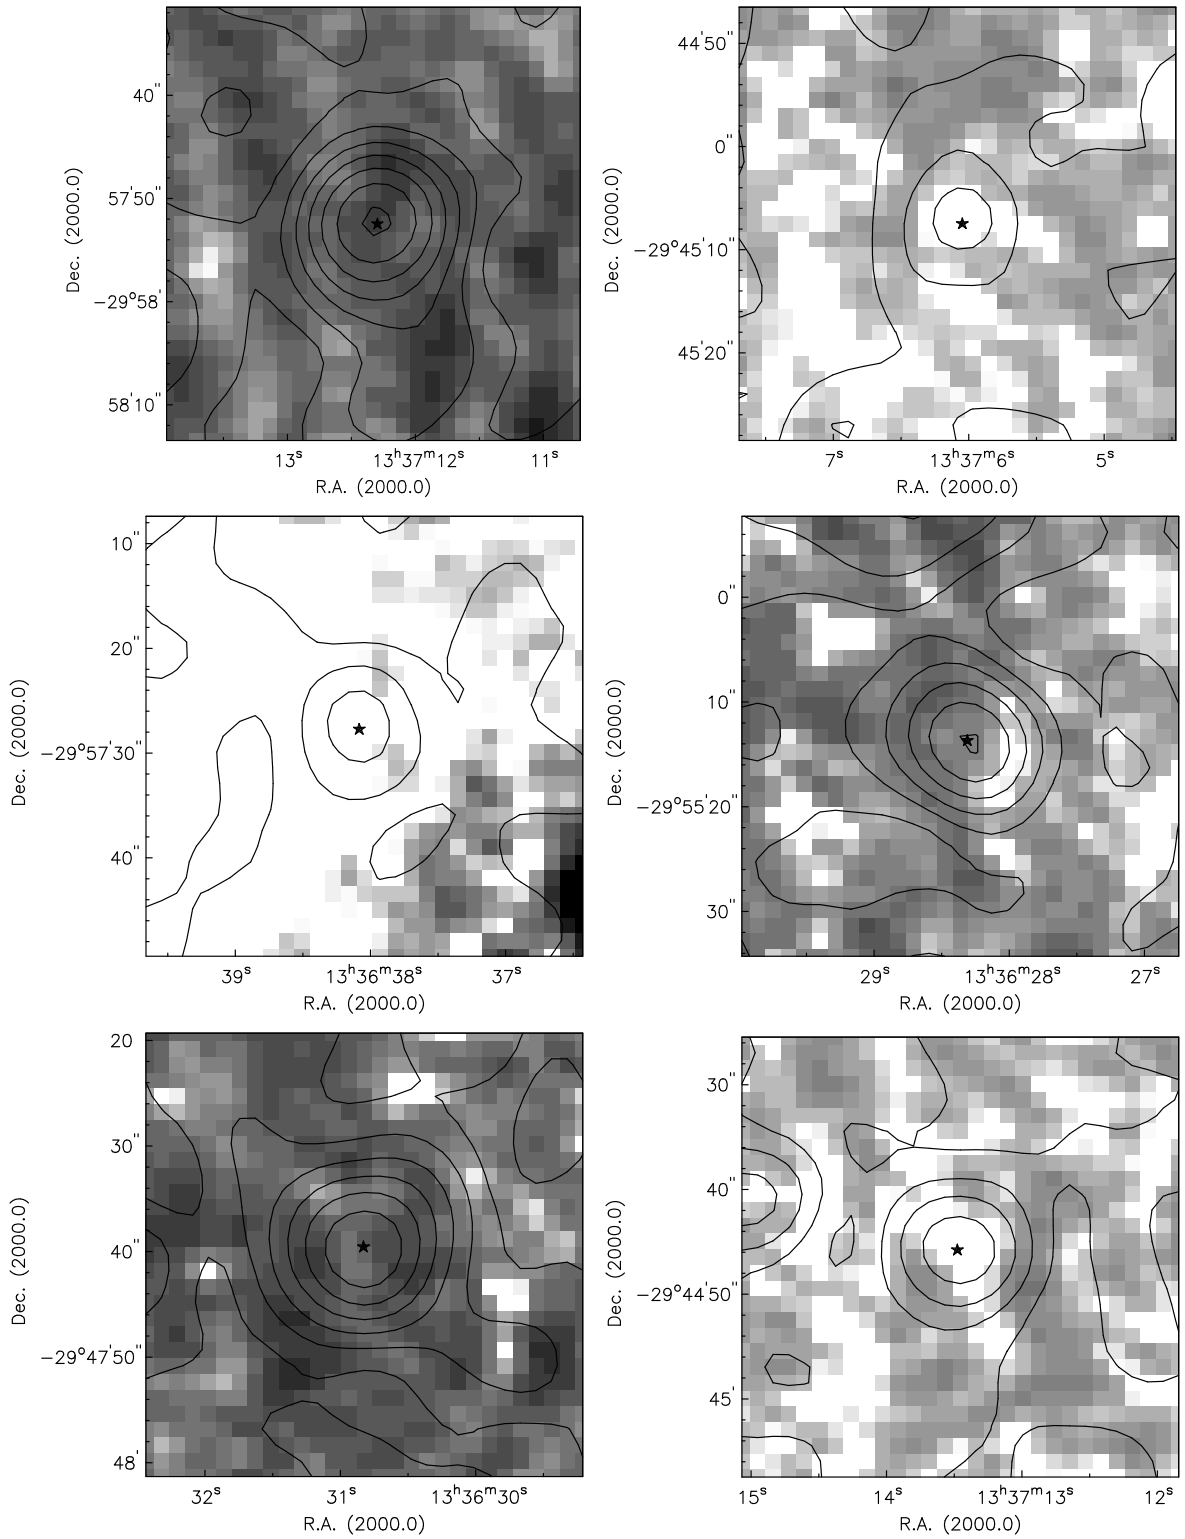 40"
57'50"
−29°58'
58'10"
Dec. (2000.0)
13ˢ 13ʰ37ᵐ12ˢ 11ˢ
R.A. (2000.0)
44'50"
0"
−29°45'10"
45'20"
Dec. (2000.0)
7ˢ 13ʰ37ᵐ6ˢ 5ˢ
R.A. (2000.0)
10"
20"
−29°57'30"
40"
Dec. (2000.0)
39ˢ 13ʰ36ᵐ38ˢ 37ˢ
R.A. (2000.0)
0"
10"
−29°55'20"
30"
Dec. (2000.0)
29ˢ 13ʰ36ᵐ28ˢ 27ˢ
R.A. (2000.0)
20"
30"
40"
−29°47'50"
48'
Dec. (2000.0)
32ˢ 31ˢ 13ʰ36ᵐ30ˢ
R.A. (2000.0)
30"
40"
−29°44'50"
45'
Dec. (2000.0)
15ˢ 14ˢ 13ʰ37ᵐ13ˢ 12ˢ
R.A. (2000.0)